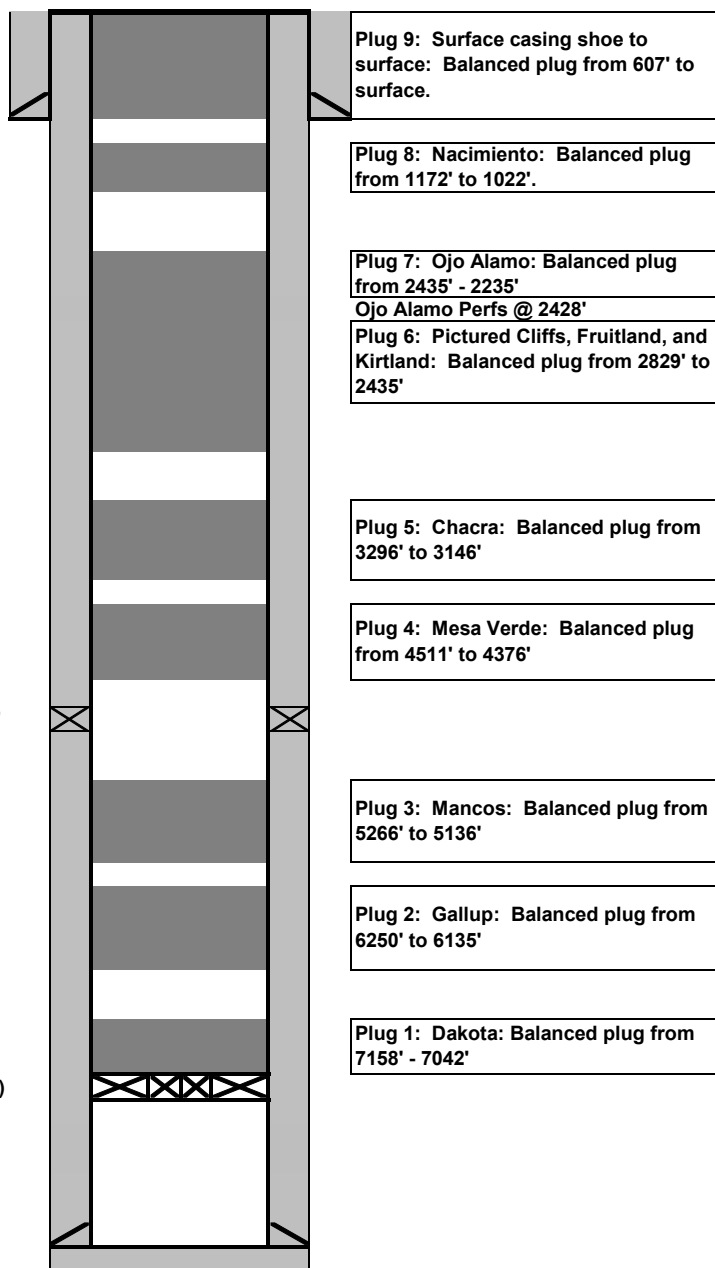 Plug 9: Surface casing shoe to
surface: Balanced plug from 607' to
surface.
Plug 8: Nacimiento: Balanced plug
from 1172' to 1022'.
Plug 7: Ojo Alamo: Balanced plug
from 2435' - 2235'
Ojo Alamo Perfs @ 2428'
Plug 6: Pictured Cliffs, Fruitland, and
Kirtland: Balanced plug from 2829' to
2435'
Plug 5: Chacra: Balanced plug from
3296' to 3146'
Plug 4: Mesa Verde: Balanced plug
from 4511' to 4376'
Plug 3: Mancos: Balanced plug from
5266' to 5136'
Plug 2: Gallup: Balanced plug from
6250' to 6135'
Plug 1: Dakota: Balanced plug from
7158' - 7042'
)